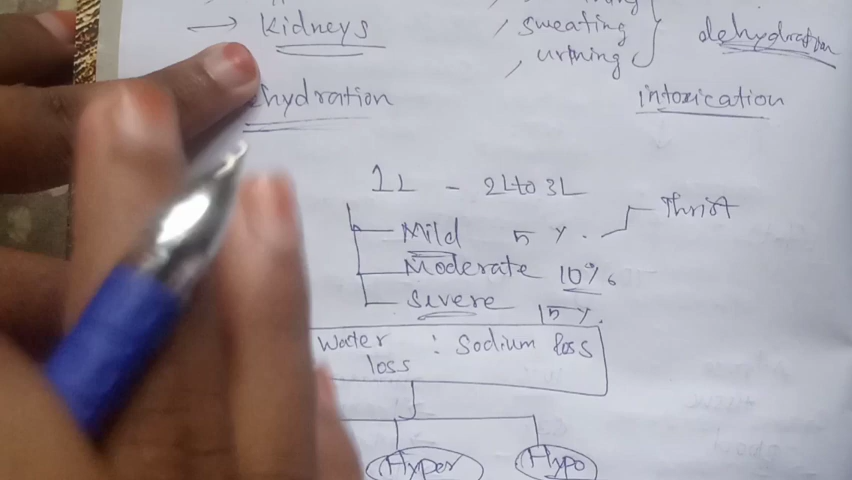 → Kidneys
, sweating
, urining
dehydration
hydration
intoxication
1L - 2L to 3L
Mild 5%. Thrist
Moderate 10%.
Severe 15%.
Water loss : Sodium loss
Hyper Hypo